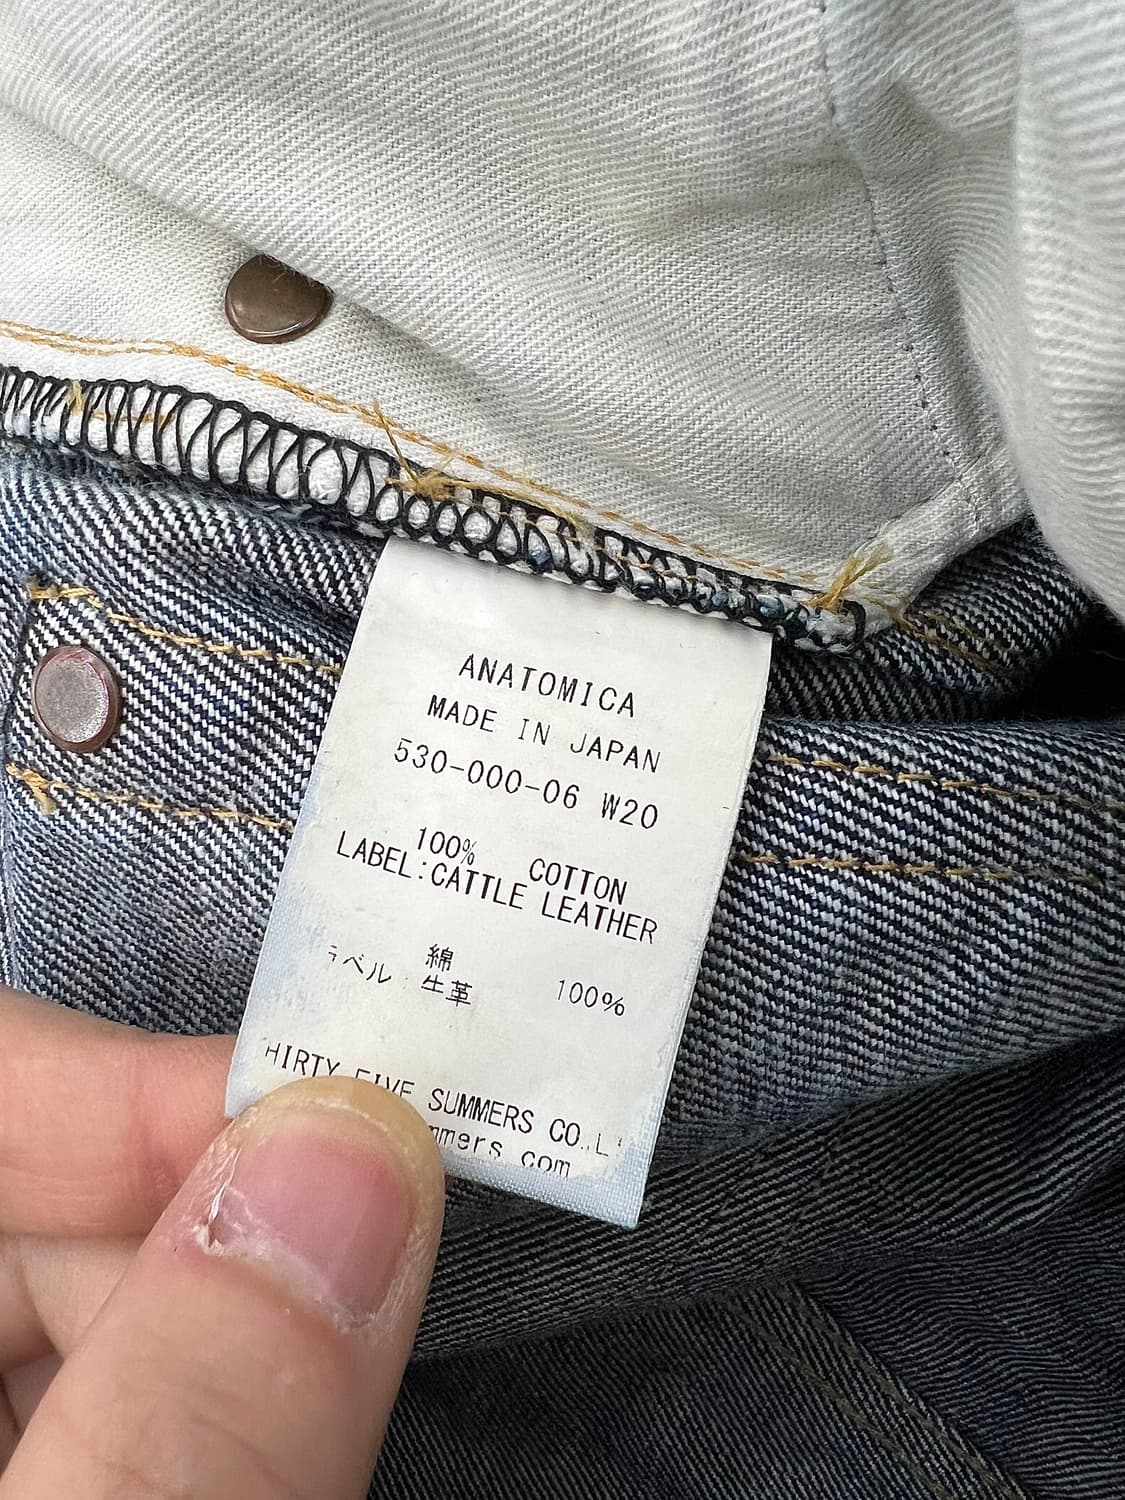 ANATOMICA
MADE IN JAPAN
530-000-06 W20
100% COTTON
LABEL:CATTLE LEATHER
綿 100%
ラベル 生革
HIRTY FIVE SUMMERS CO.,L
mmers.com